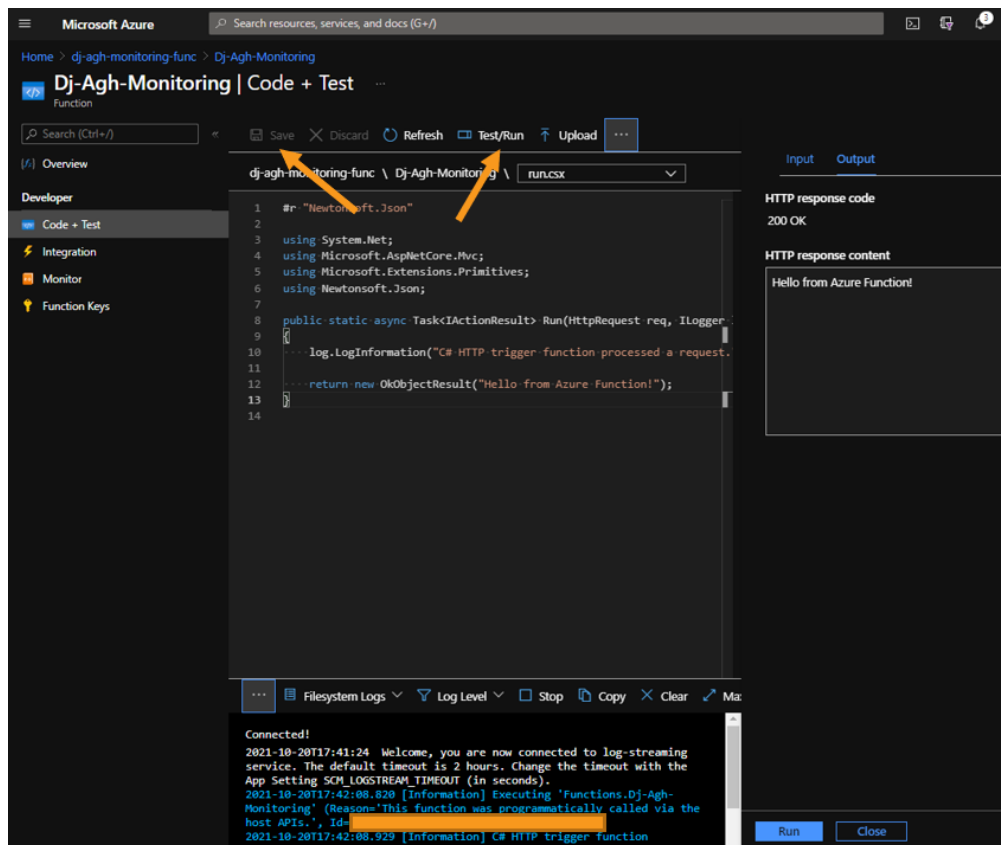 Microsoft Azure
Search resources, services, and docs (G+/)
3
Home > dj-agh-monitoring-func > Dj-Agh-Monitoring
Dj-Agh-Monitoring | Code + Test ...
Function
Search (Ctrl+/)
«
Save
Discard
Refresh
Test/Run
Upload
...
Overview
Developer
Code + Test
Integration
Monitor
Function Keys
dj-agh-monitoring-func \ Dj-Agh-Monitoring \ run.csx
1 #r "Newtonsoft.Json"
2
3 using System.Net;
4 using Microsoft.AspNetCore.Mvc;
5 using Microsoft.Extensions.Primitives;
6 using Newtonsoft.Json;
7
8 public static async Task<IActionResult> Run(HttpRequest req, ILogger
9 {
10 log.LogInformation("C# HTTP trigger function processed a request.
11
12 return new OkObjectResult("Hello from Azure Function!");
13 }
14
Input
Output
HTTP response code
200 OK
HTTP response content
Hello from Azure Function!
...
Filesystem Logs
Log Level
Stop
Copy
Clear
Ma
Connected!
2021-10-20T17:41:24 Welcome, you are now connected to log-streaming
service. The default timeout is 2 hours. Change the timeout with the
App Setting SCM_LOGSTREAM_TIMEOUT (in seconds).
2021-10-20T17:42:08.820 [Information] Executing 'Functions.Dj-Agh-
Monitoring' (Reason='This function was programmatically called via the
host APIs.', Id=
2021-10-20T17:42:08.929 [Information] C# HTTP trigger function
Run
Close